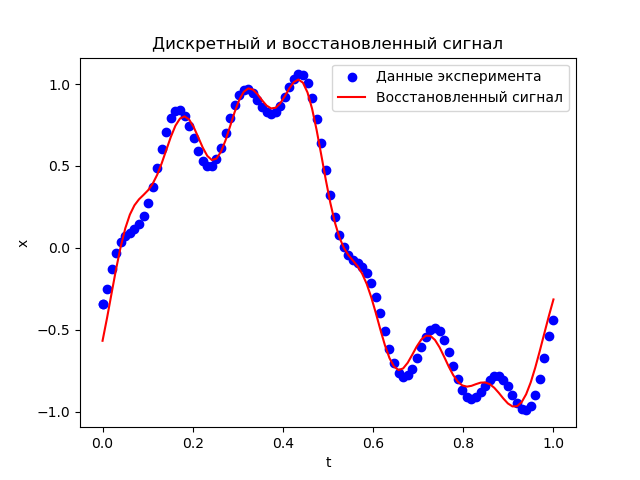 Дискретный и восстановленный сигнал
Данные эксперимента
Восстановленный сигнал
1.0
0.5
0.0
−0.5
−1.0
x
0.0 0.2 0.4 0.6 0.8 1.0
t